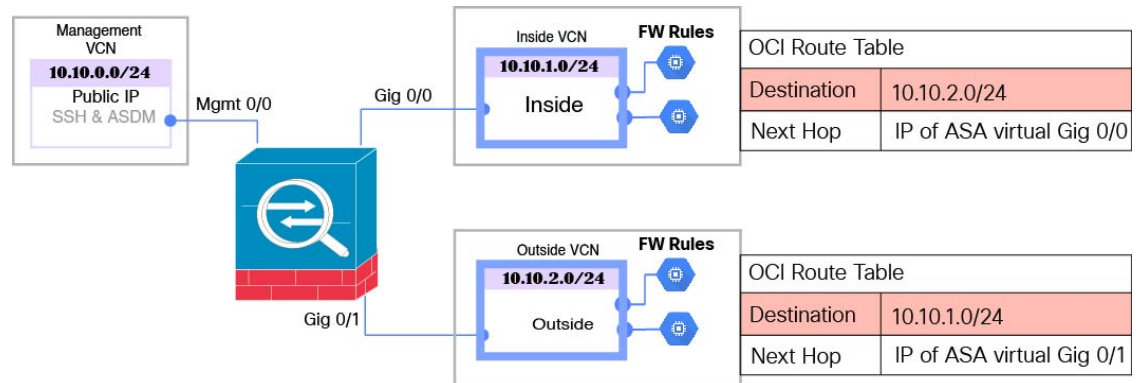 Management
VCN
10.10.0.0/24
Public IP
SSH & ASDM
Mgmt 0/0
Gig 0/0
Inside VCN
10.10.1.0/24
Inside
FW Rules
OCI Route Table
Destination 10.10.2.0/24
Next Hop IP of ASA virtual Gig 0/0
Gig 0/1
Outside VCN
10.10.2.0/24
Outside
FW Rules
OCI Route Table
Destination 10.10.1.0/24
Next Hop IP of ASA virtual Gig 0/1